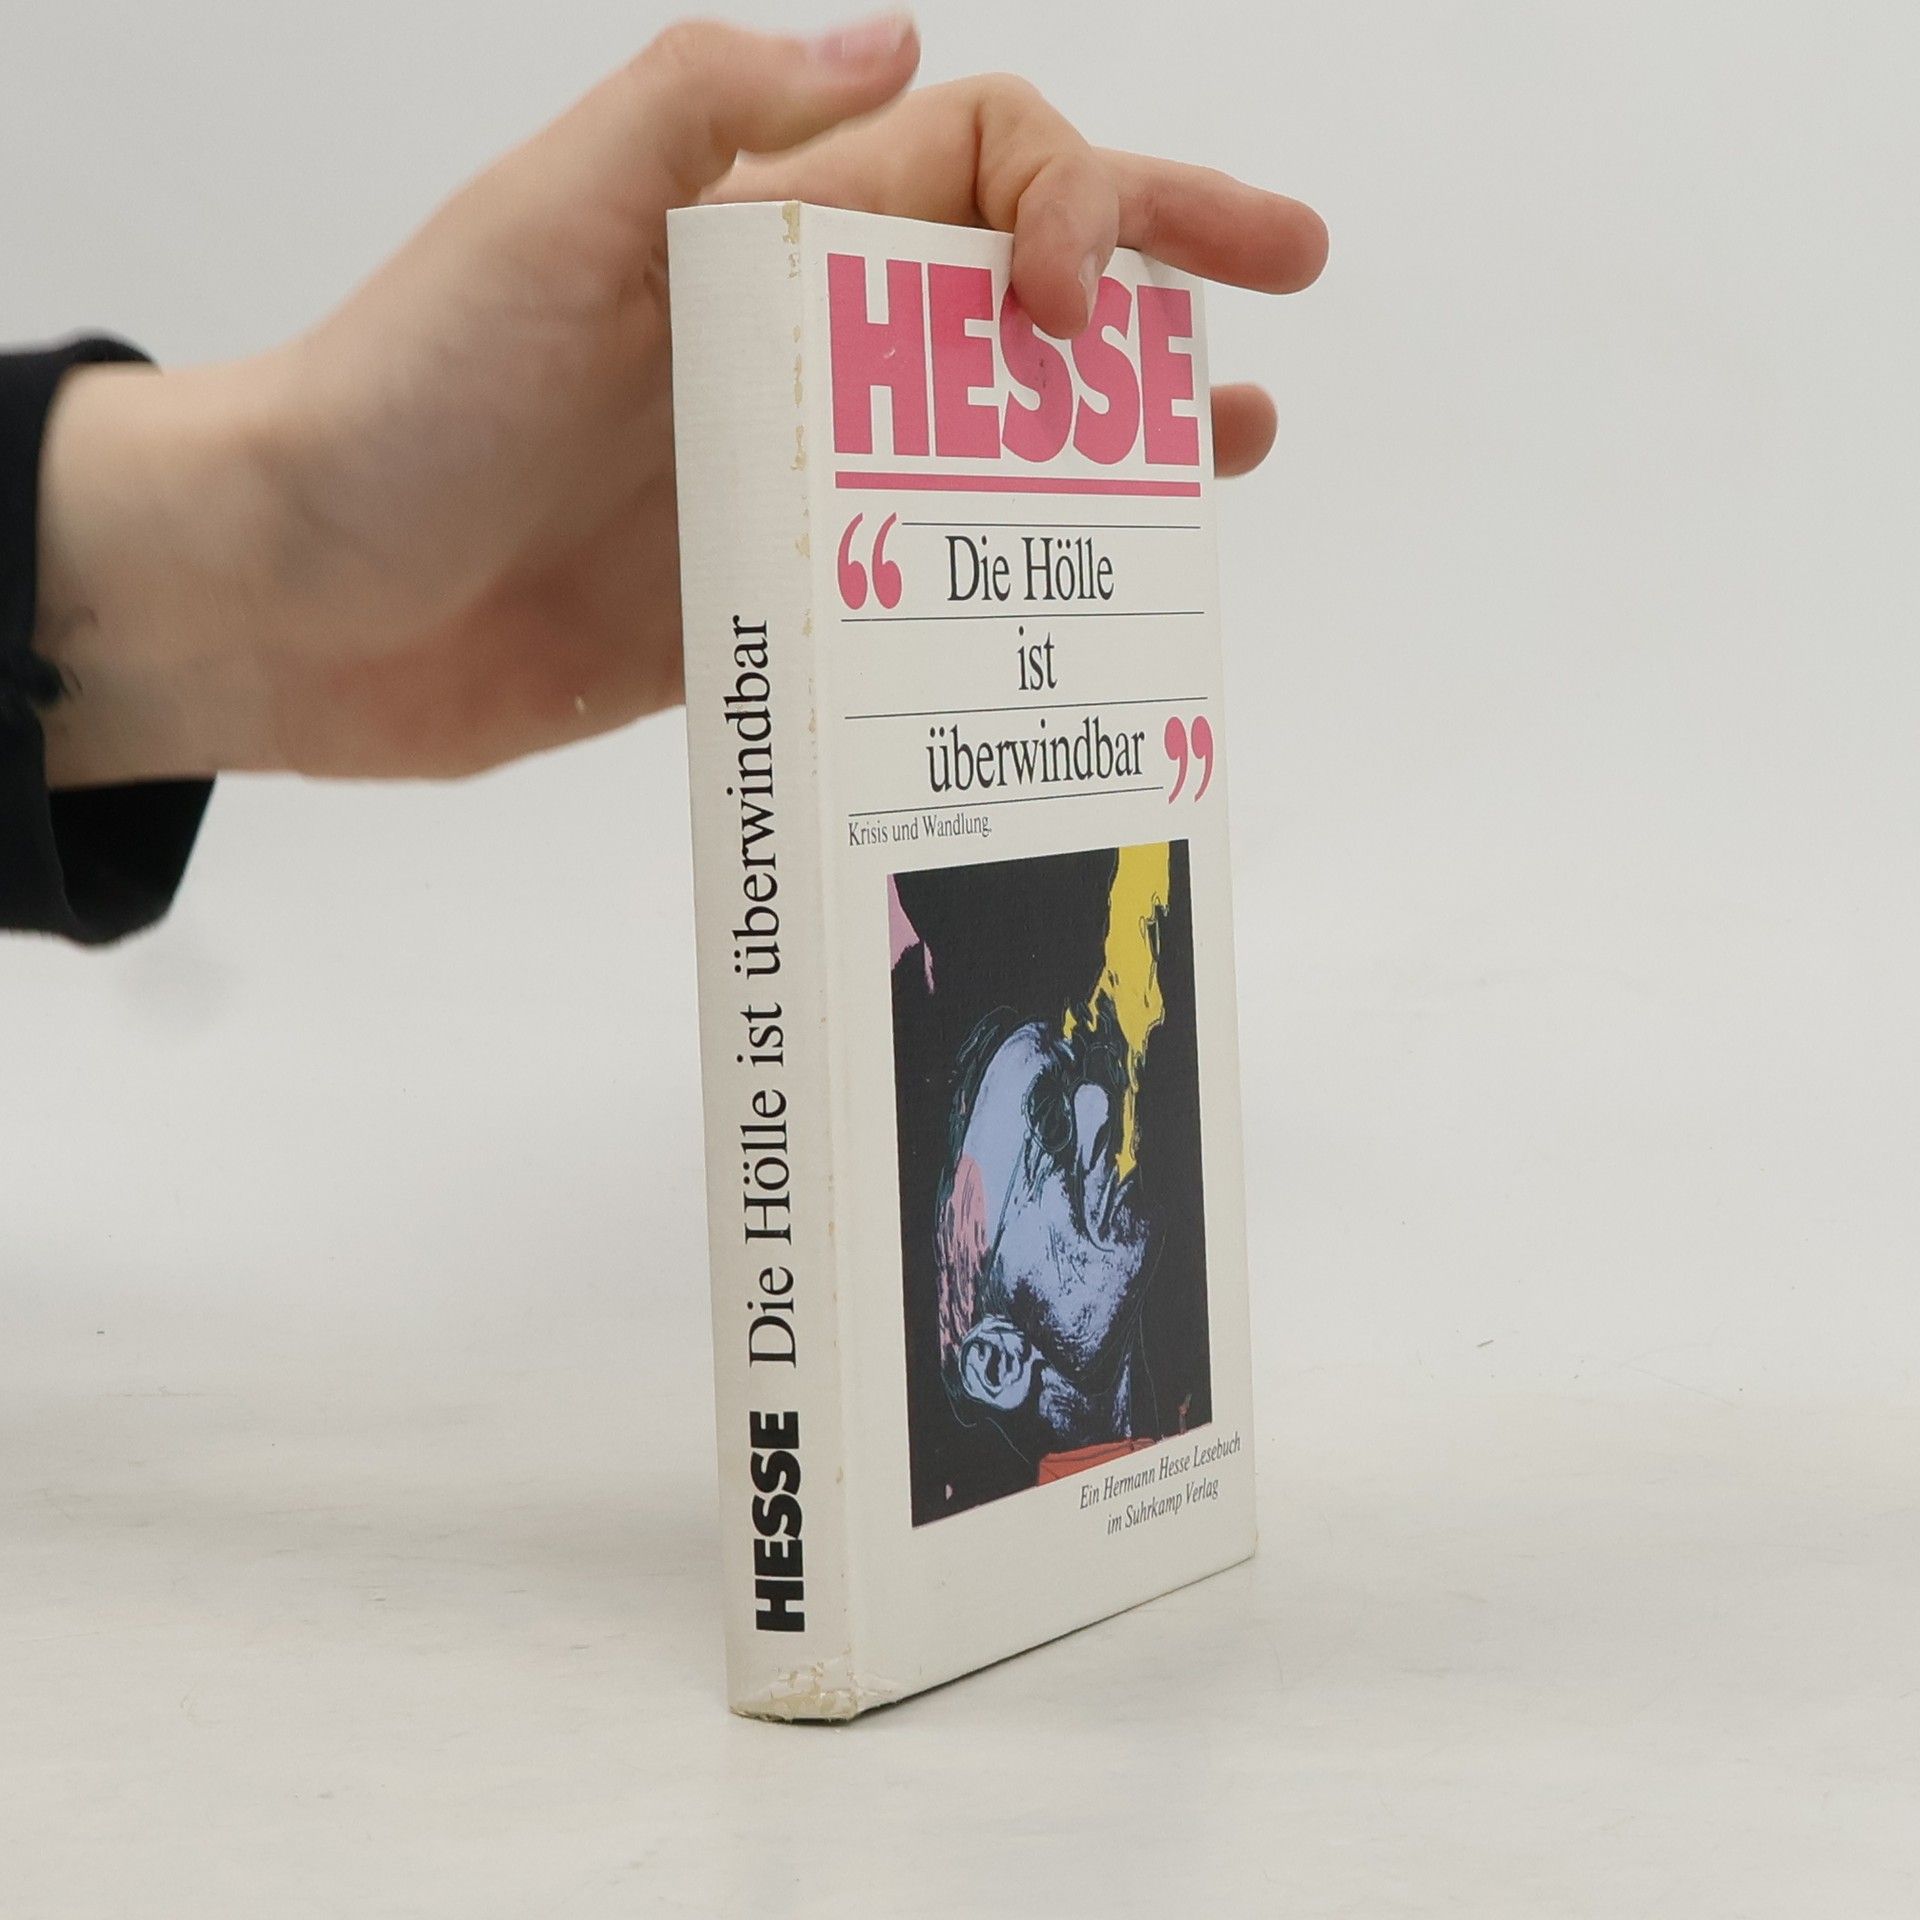 HESSE
“Die Hölle
ist
überwindbar”
Krisis und Wandlung.
Ein Hermann Hesse Lesebuch
im Suhrkamp Verlag
HESSE Die Hölle ist überwindbar